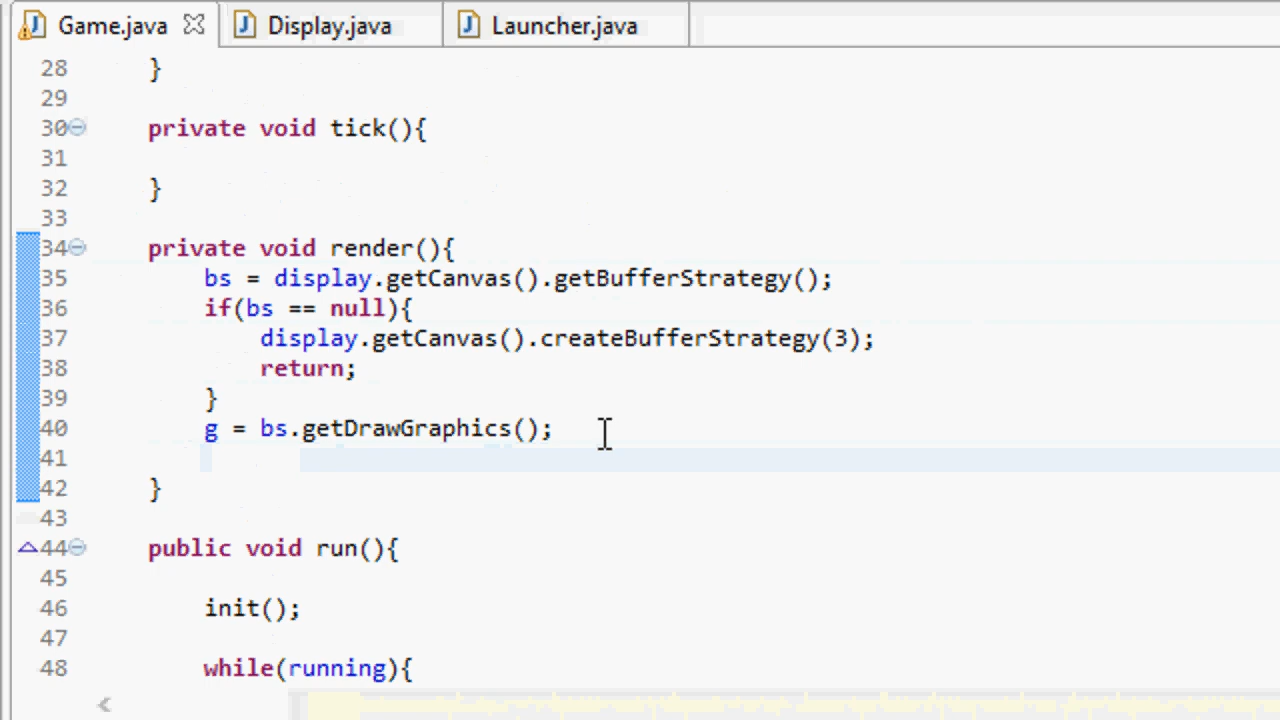 Game.java Display.java Launcher.java
28 }
29
30 private void tick(){
31
32 }
33
34 private void render(){
35 bs = display.getCanvas().getBufferStrategy();
36 if(bs == null){
37 display.getCanvas().createBufferStrategy(3);
38 return;
39 }
40 g = bs.getDrawGraphics();
41
42 }
43
44 public void run(){
45
46 init();
47
48 while(running){